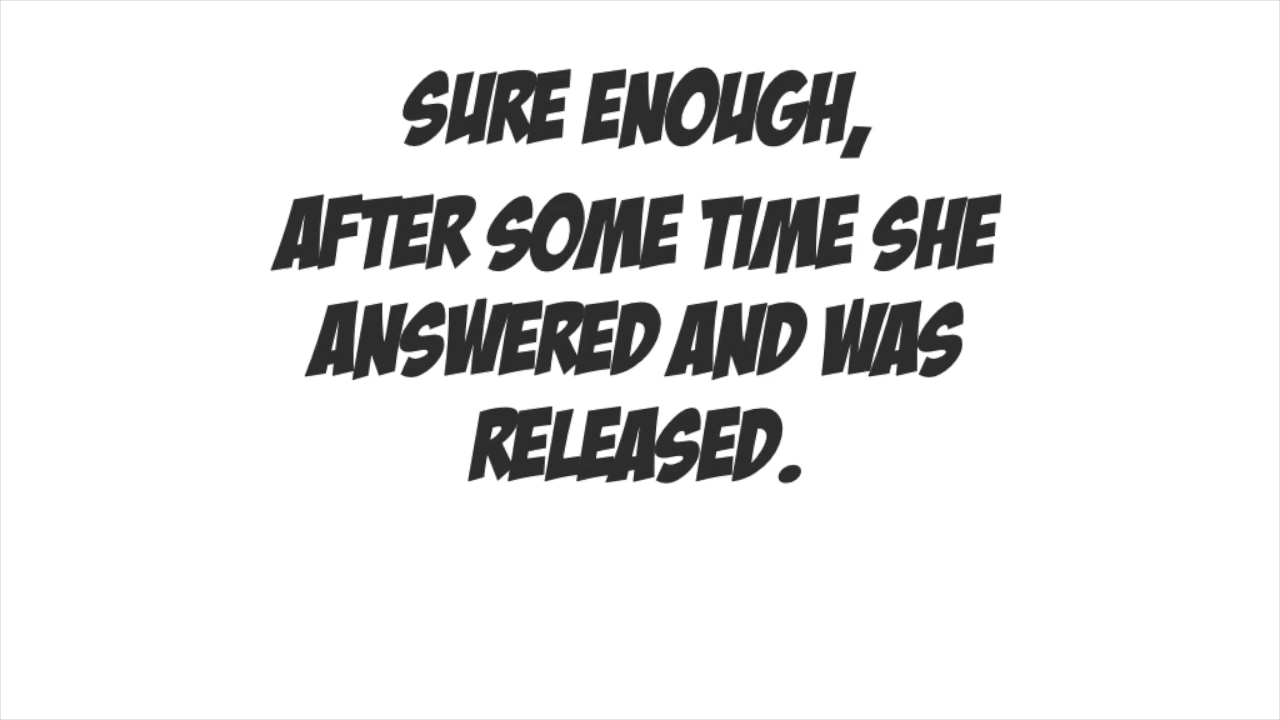 SURE ENOUGH,
AFTER SOME TIME SHE
ANSWERED AND WAS
RELEASED.